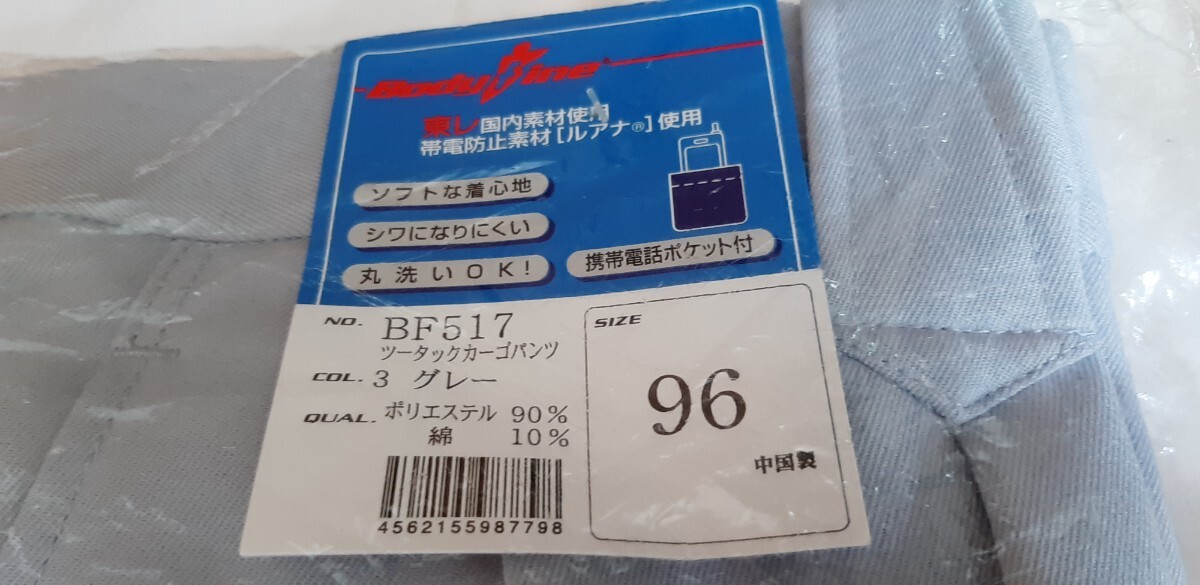 BodyLine
東レ国内素材使用
帯電防止素材[ルアナ®]使用
ソフトな着心地
シワになりにくい
丸洗いOK!
携帯電話ポケット付
NO. BF517
ツータックカーゴパンツ
COL. 3 グレー
QUAL. ポリエステル 90%
綿 10%
4562155987798
SIZE
96
中国製